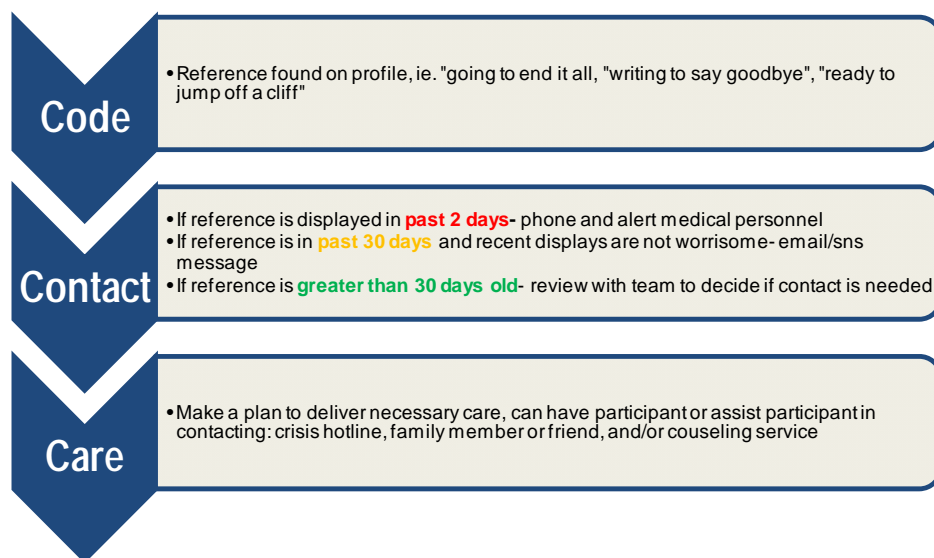 Code
•Reference found on profile, ie. "going to end it all, "writing to say goodbye", "ready to
jump off a cliff"
Contact
•If reference is displayed in past 2 days- phone and alert medical personnel
•If reference is in past 30 days and recent displays are not worrisome- email/sns
message
•If reference is greater than 30 days old- review with team to decide if contact is needed
Care
•Make a plan to deliver necessary care, can have participant or assist participant in
contacting: crisis hotline, family member or friend, and/or couseling service